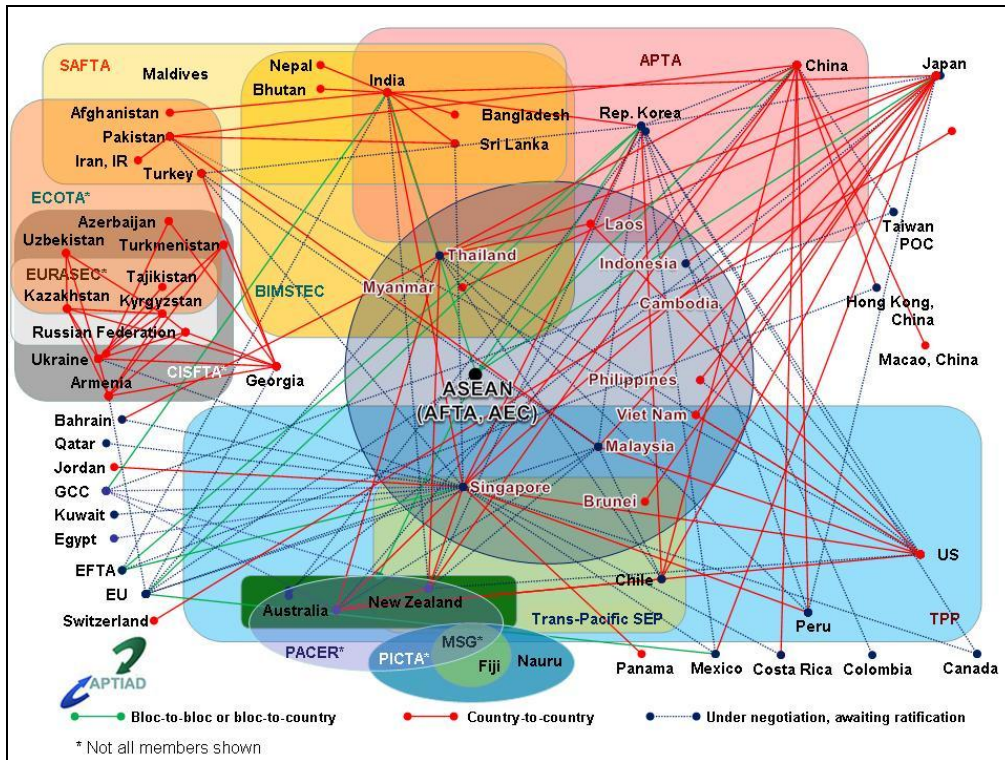 SAFTA
Maldives
Nepal
Bhutan
India
APTA
China
Japan
Afghanistan
Pakistan
Iran, IR
Turkey
Bangladesh
Sri Lanka
Rep. Korea
ECOTA*
Azerbaijan
Uzbekistan
Turkmenistan
EURASEC*
Tajikistan
Kazakhstan
Kyrgyzstan
Russian Federation
Ukraine
CISFTA*
Armenia
Georgia
BIMSTEC
Thailand
Myanmar
Laos
Indonesia
Cambodia
Taiwan
POC
Hong Kong,
China
Macao, China
ASEAN
(AFTA, AEC)
Philippines
Viet Nam
Malaysia
Singapore
Brunei
Bahrain
Qatar
Jordan
GCC
Kuwait
Egypt
EFTA
EU
Switzerland
US
Chile
Australia
New Zealand
Trans-Pacific SEP
Peru
TPP
PACER*
PICTA*
MSG*
Fiji
Nauru
Panama
Mexico
Costa Rica
Colombia
Canada
APTIAD
Bloc-to-bloc or bloc-to-country
Country-to-country
Under negotiation, awaiting ratification
* Not all members shown